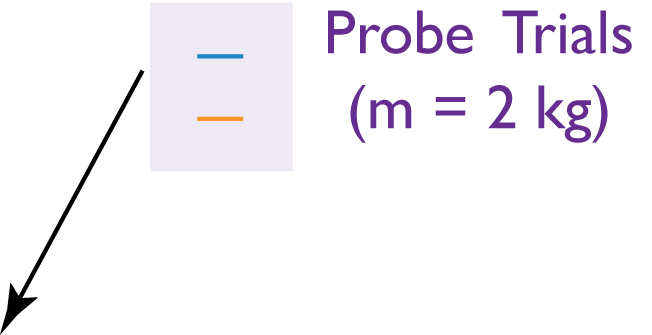 Probe Trials
(m = 2 kg)